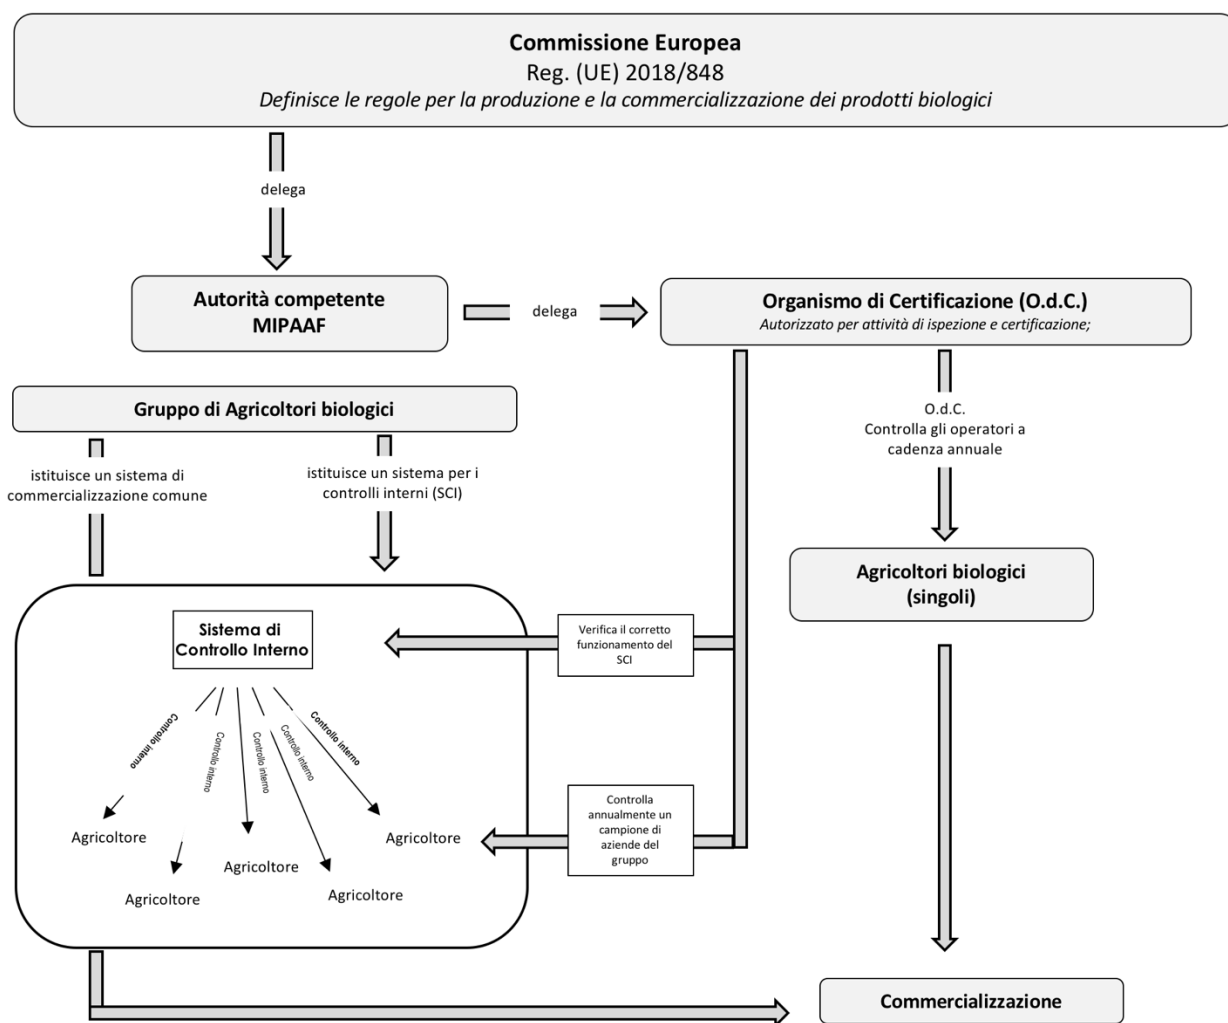 Commissione Europea
Reg. (UE) 2018/848
Definisce le regole per la produzione e la commercializzazione dei prodotti biologici
delega
Autorità competente
MIPAAF
delega
Organismo di Certificazione (O.d.C.)
Autorizzato per attività di ispezione e certificazione;
Gruppo di Agricoltori biologici
istituisce un sistema di
commercializzazione comune
istituisce un sistema per i
controlli interni (SCI)
O.d.C.
Controlla gli operatori a
cadenza annuale
Agricoltori biologici
(singoli)
Sistema di
Controllo Interno
Verifica il corretto
funzionamento del
SCI
Controllo interno
Controllo interno
Controllo interno
Controllo interno
Controllo interno
Controlla
annualmente un
campione di
aziende del
gruppo
Agricoltore
Agricoltore
Agricoltore
Agricoltore
Agricoltore
Commercializzazione